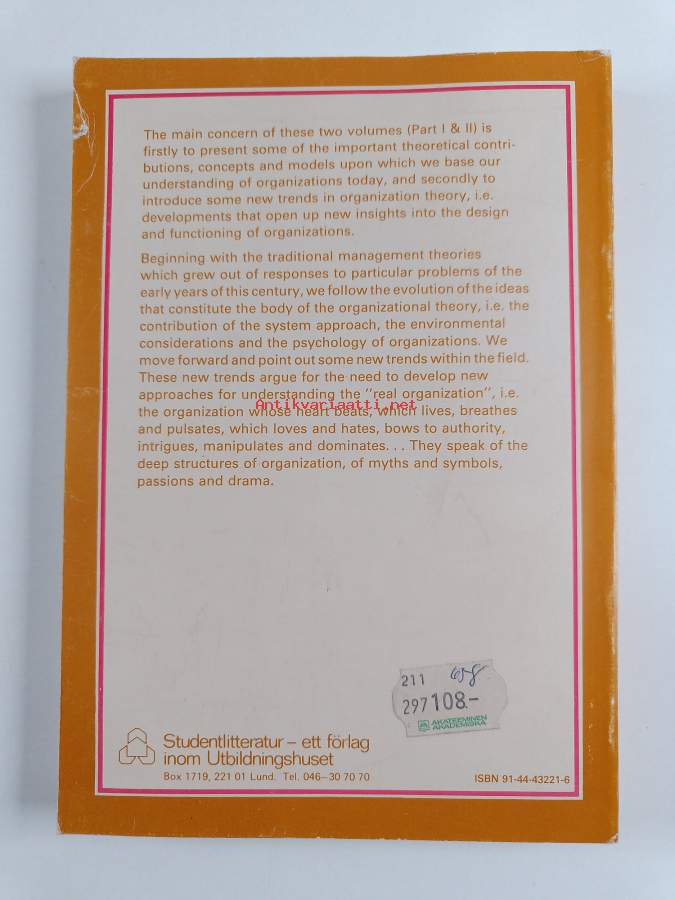 The main concern of these two volumes (Part I & II) is
firstly to present some of the important theoretical contri-
butions, concepts and models upon which we base our
understanding of organizations today, and secondly to
introduce some new trends in organization theory, i.e.
developments that open up new insights into the design
and functioning of organizations.
Beginning with the traditional management theories
which grew out of responses to particular problems of the
early years of this century, we follow the evolution of the ideas
that constitute the body of the organizational theory, i.e. the
contribution of the system approach, the environmental
considerations and the psychology of organizations. We
move forward and point out some new trends within the field.
These new trends argue for the need to develop new
approaches for understanding the "real organization", i.e.
Antikvariaatti.net
the organization whose heart beats, which lives, breathes
and pulsates, which loves and hates, bows to authority,
intrigues, manipulates and dominates... They speak of the
deep structures of organization, of myths and symbols,
passions and drama.
211
297 108.-
AKATEEMINEN
AKADEMISKA
Studentlitteratur – ett förlag
inom Utbildningshuset
Box 1719, 221 01 Lund. Tel. 046–30 70 70
ISBN 91-44-43221-6